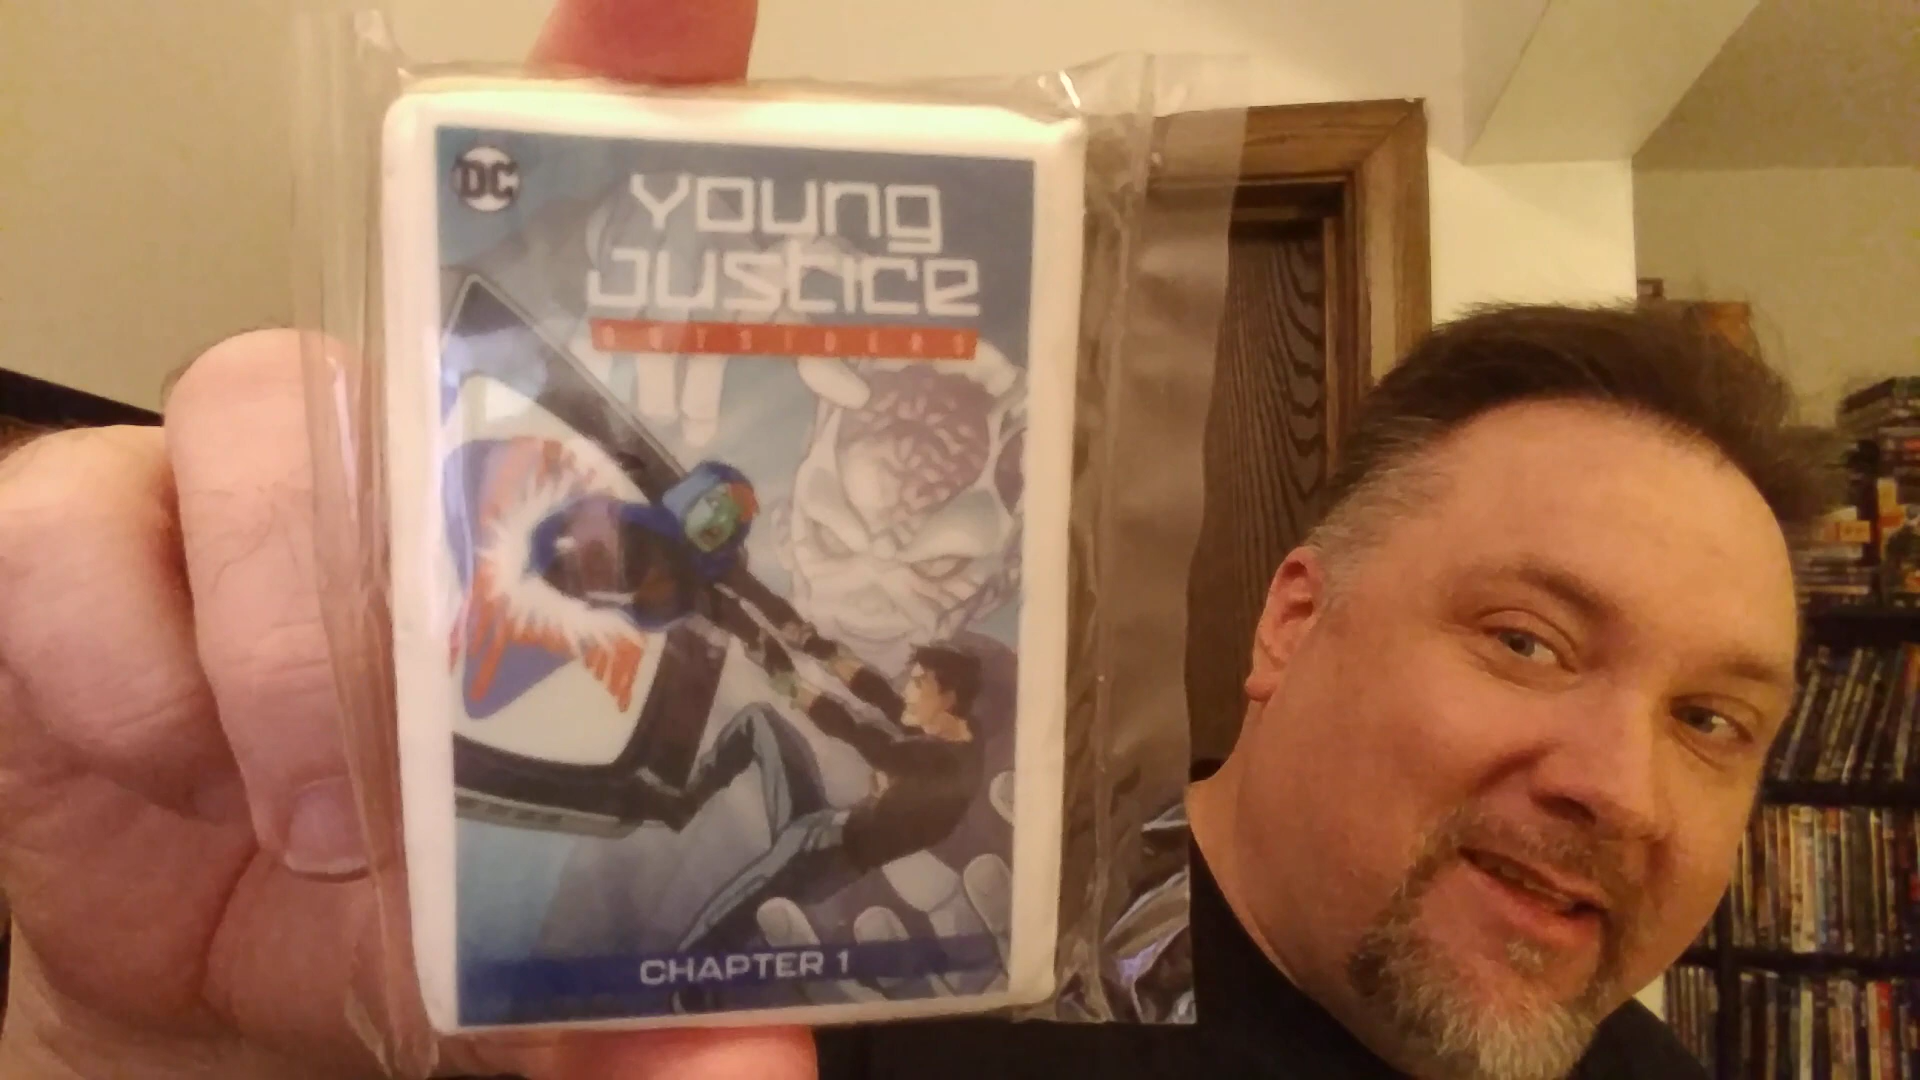 DC
Young
Justice
OUTSIDERS
CHAPTER 1